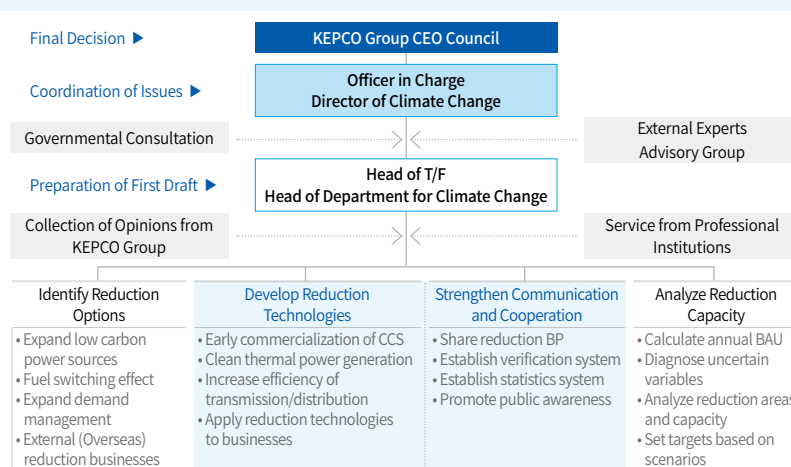 Final Decision ▶
KEPCO Group CEO Council
Coordination of Issues ▶
Officer in Charge
Director of Climate Change
Governmental Consultation
External Experts
Advisory Group
Preparation of First Draft ▶
Head of T/F
Head of Department for Climate Change
Collection of Opinions from
KEPCO Group
Service from Professional
Institutions
Identify Reduction
Options
• Expand low carbon
power sources
• Fuel switching effect
• Expand demand
management
• External (Overseas)
reduction businesses
Develop Reduction
Technologies
• Early commercialization of CCS
• Clean thermal power generation
• Increase efficiency of
transmission/distribution
• Apply reduction technologies
to businesses
Strengthen Communication
and Cooperation
• Share reduction BP
• Establish verification system
• Establish statistics system
• Promote public awareness
Analyze Reduction
Capacity
• Calculate annual BAU
• Diagnose uncertain
variables
• Analyze reduction areas
and capacity
• Set targets based on
scenarios